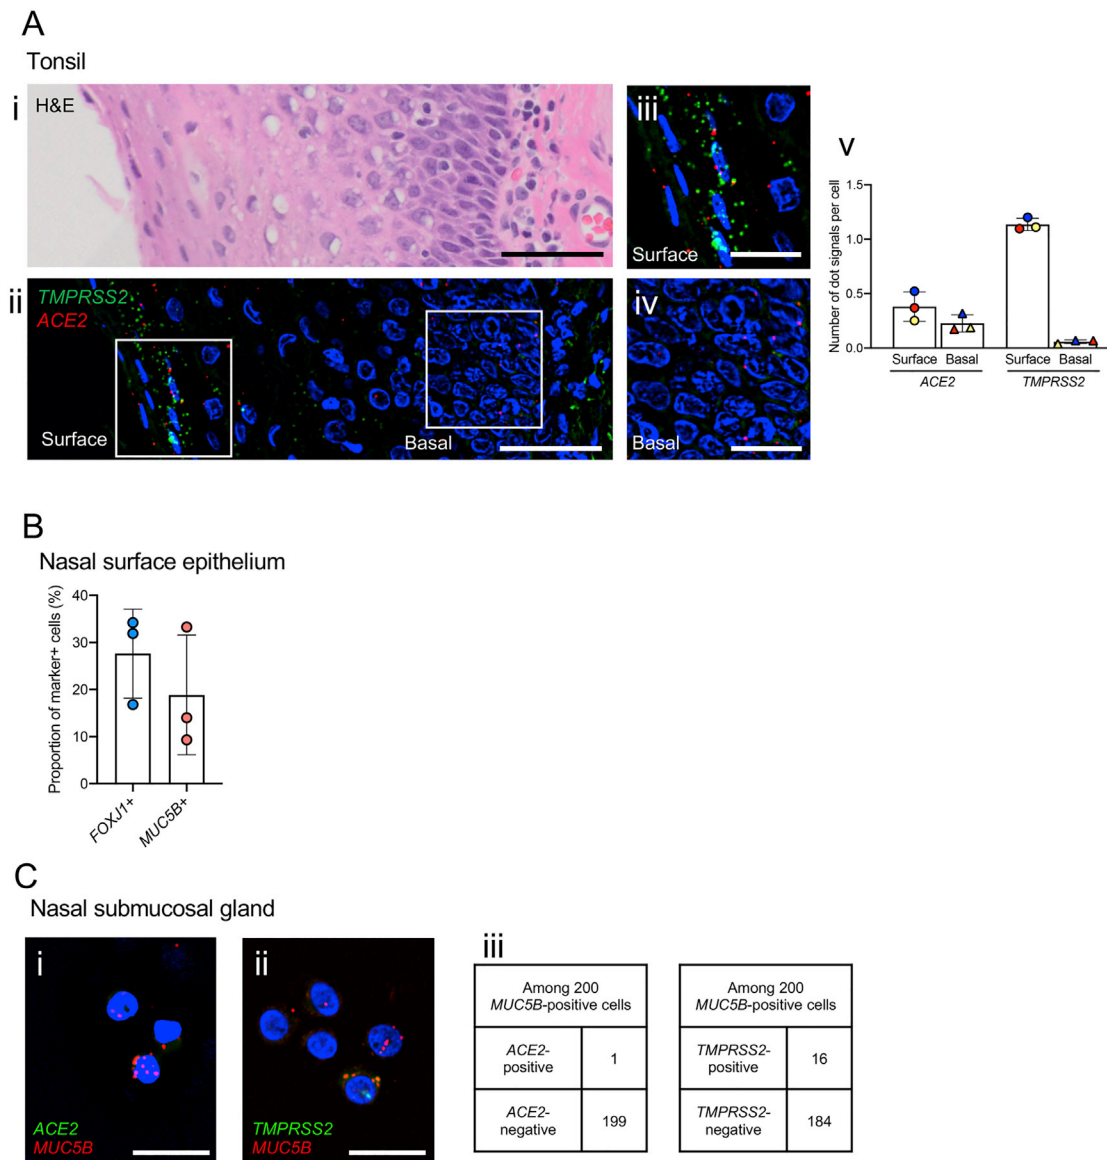 A
Tonsil
i
H&E
iii
Surface
ii
TMPRSS2
ACE2
Surface
Basal
iv
Basal
v
Number of dot signals per cell
1.5
1.0
0.5
0.0
Surface
Basal
Surface
Basal
ACE2
TMPRSS2
B
Nasal surface epithelium
Proportion of marker+ cells (%)
40
30
20
10
0
FOXJ1+
MUC5B+
C
Nasal submucosal gland
i
ACE2
MUC5B
ii
TMPRSS2
MUC5B
iii
Among 200
MUC5B-positive cells
ACE2-
positive
1
ACE2-
negative
199
Among 200
MUC5B-positive cells
TMPRSS2-
positive
16
TMPRSS2-
negative
184